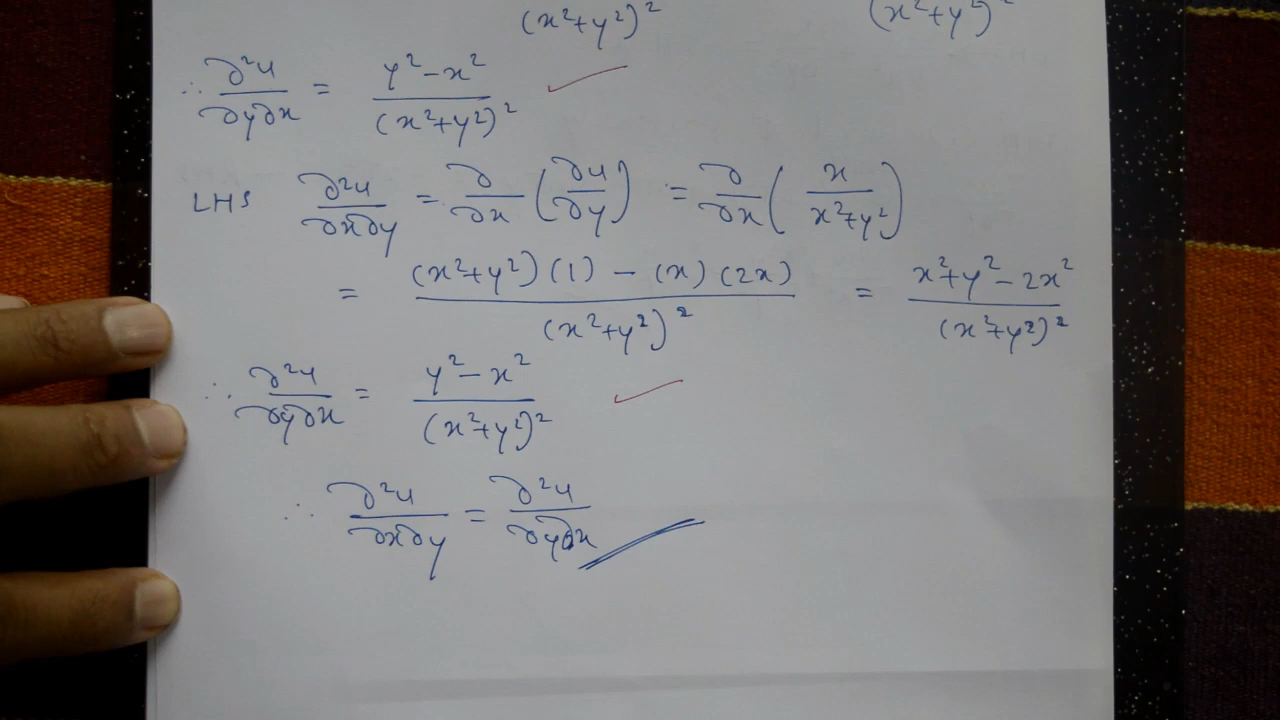 (x²+y²)² (x²+y²)²
∴ ∂²u/∂y∂x = y²-x²/(x²+y²)²
LHS ∂²u/∂x∂y = ∂/∂x (∂u/∂y) = ∂/∂x (x/x²+y²)
= (x²+y²)(1) - (x)(2x)/(x²+y²)² = x²+y²-2x²/(x²+y²)²
∴ ∂²u/∂y∂x = y²-x²/(x²+y²)²
∴ ∂²u/∂x∂y = ∂²u/∂y∂x